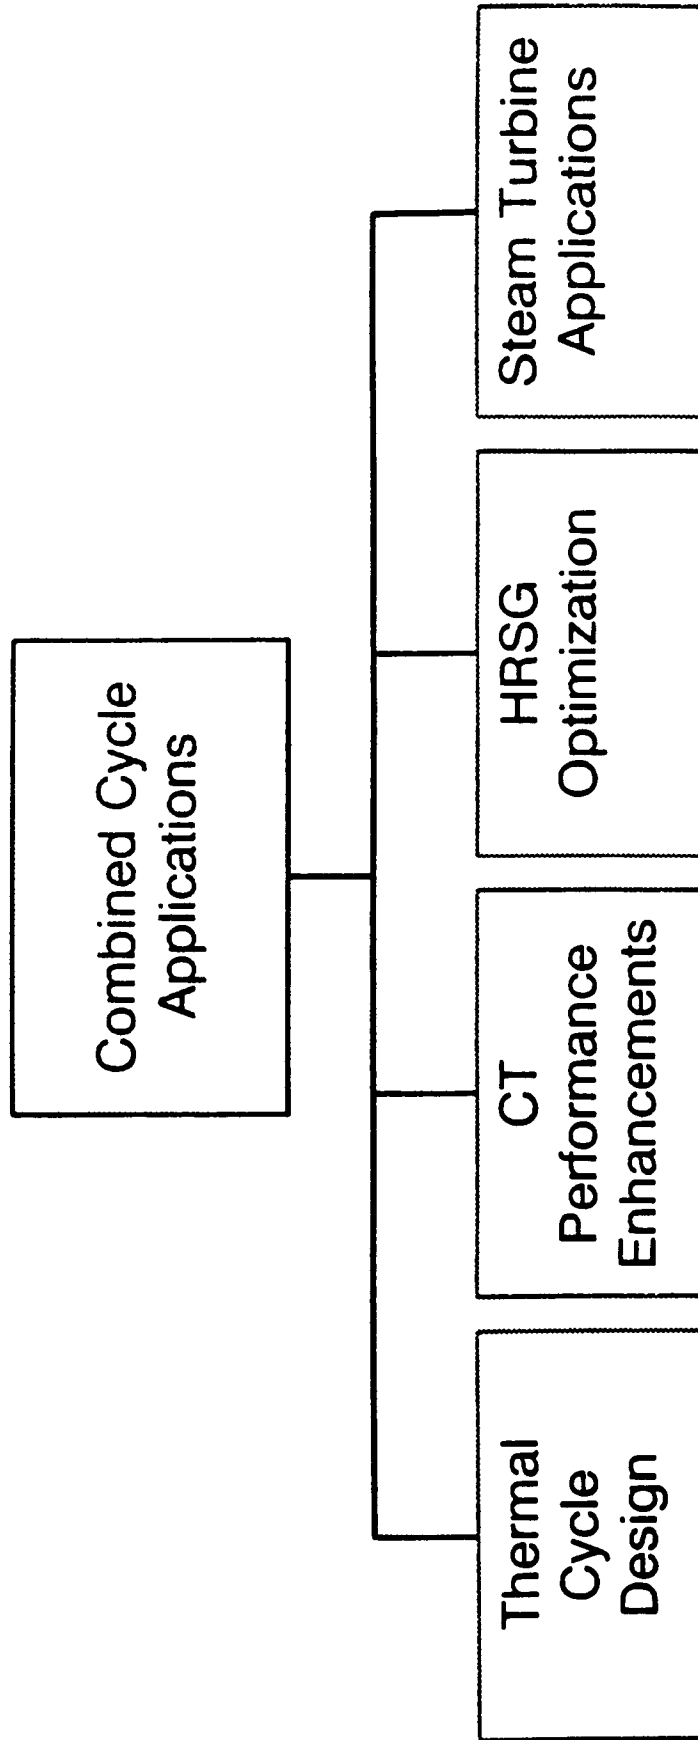 Combined Cycle
Applications
Thermal
Cycle
Design
CT
Performance
Enhancements
HRSG
Optimization
Steam Turbine
Applications